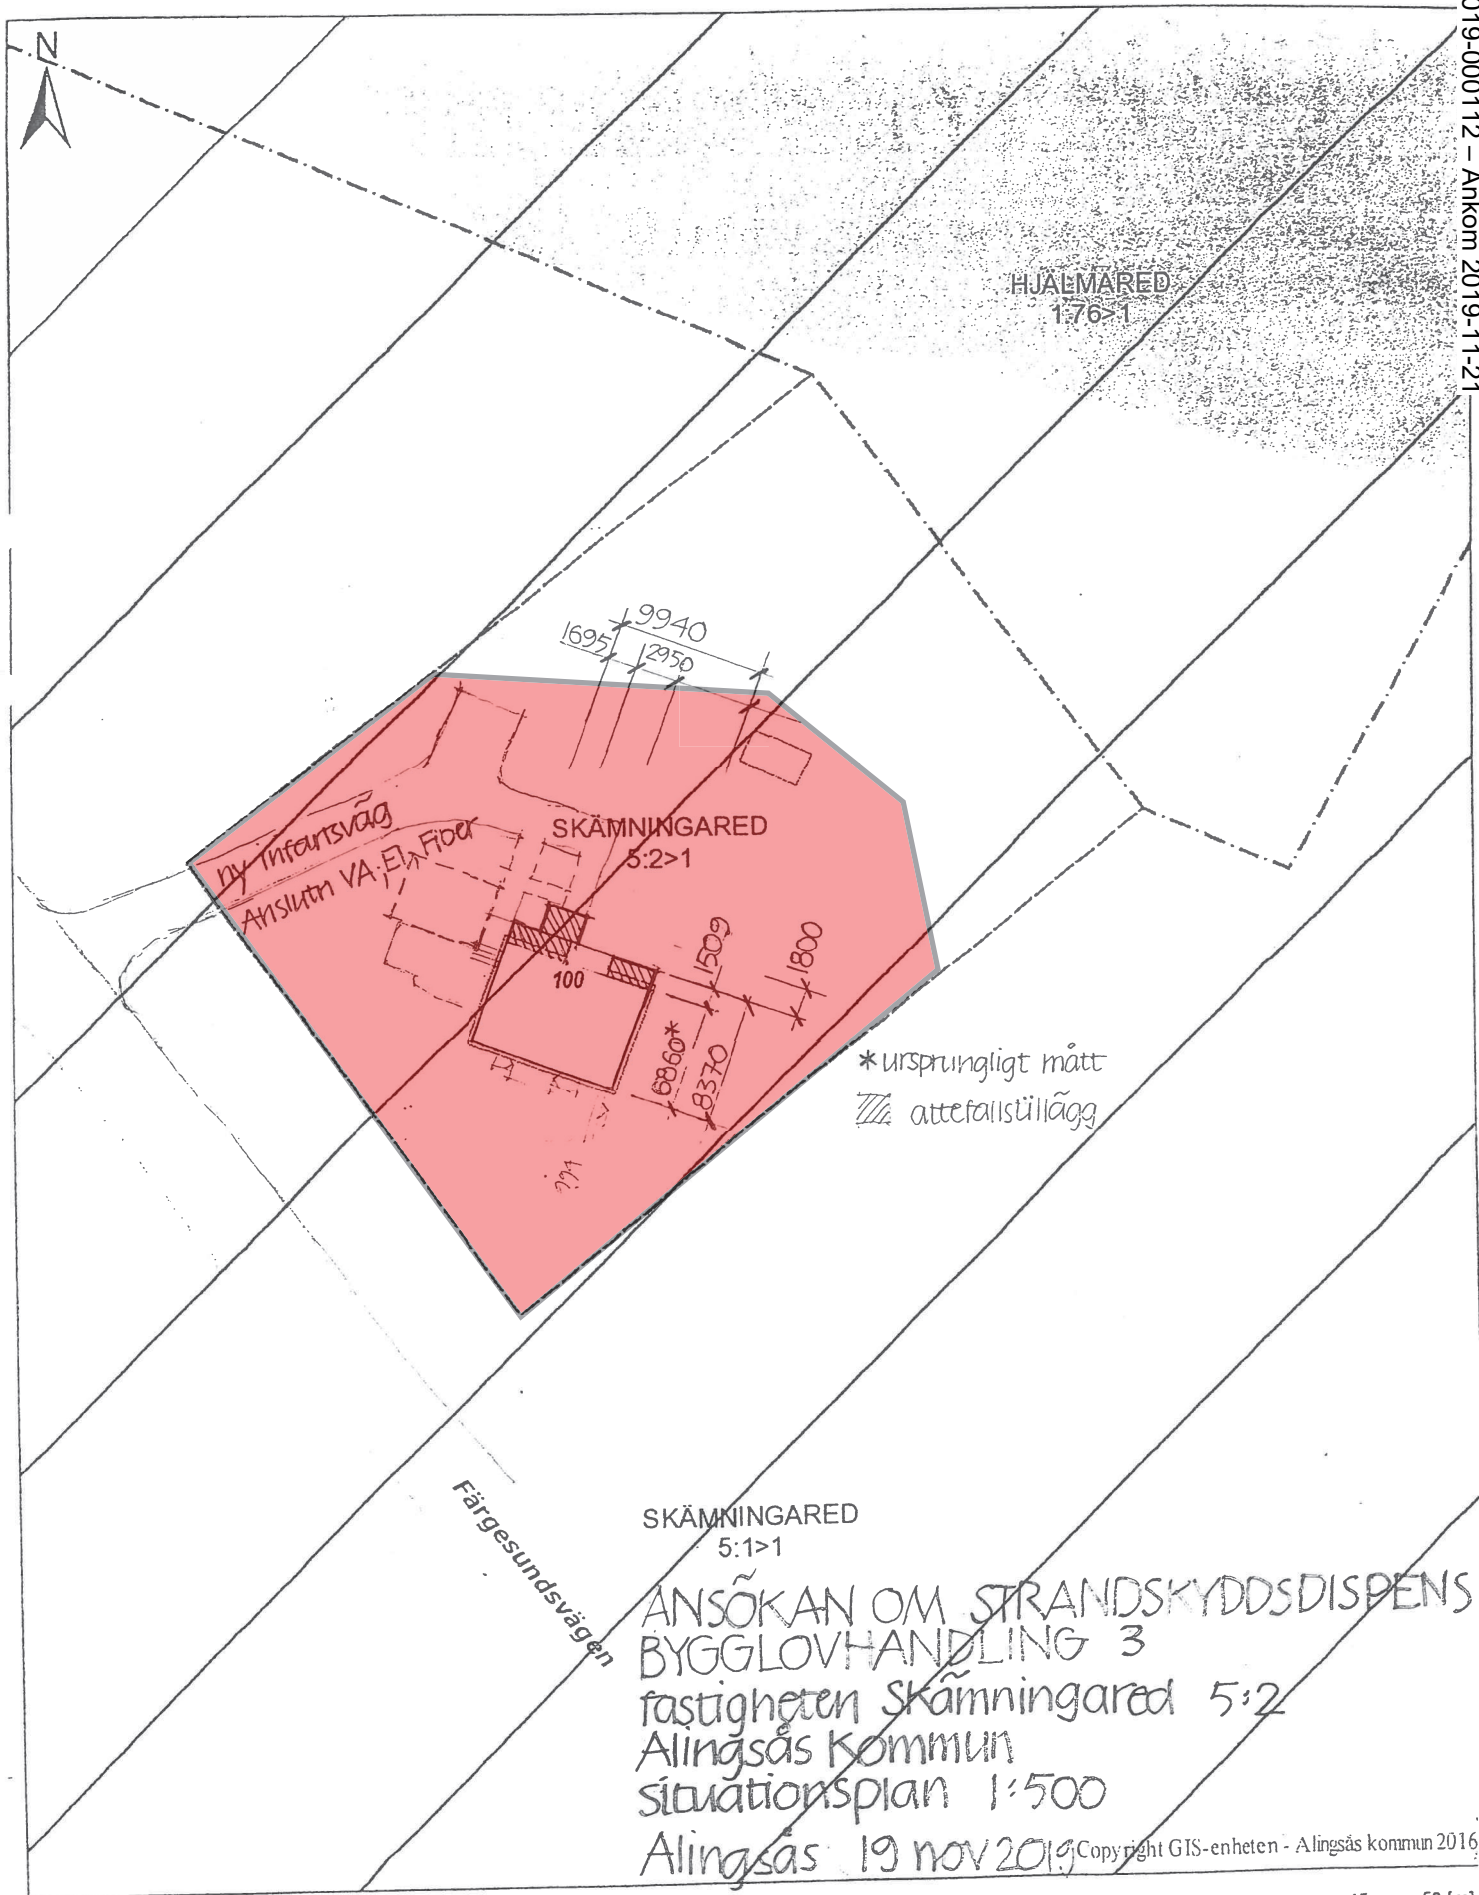 019-000112 – Ankom 2019-11-21
N
HJÄLMARED
1:76>1
9940
1695
2950
ny infartsväg
Anslutn VA, El, Fiber
SKÄMNINGARED
5:2>1
100
1509
1800
6860*
8370
*ursprungligt mått
attefallstillägg
Färgesundsvägen
SKÄMNINGARED
5:1>1
ANSÖKAN OM STRANDSKYDDSDISPENS
BYGGLOVHANDLING 3
fastigheten Skämningared 5:2
Alingsås Kommun
situationsplan 1:500
Alingsås 19 nov 2019
Copyright GIS-enheten - Alingsås kommun 2016